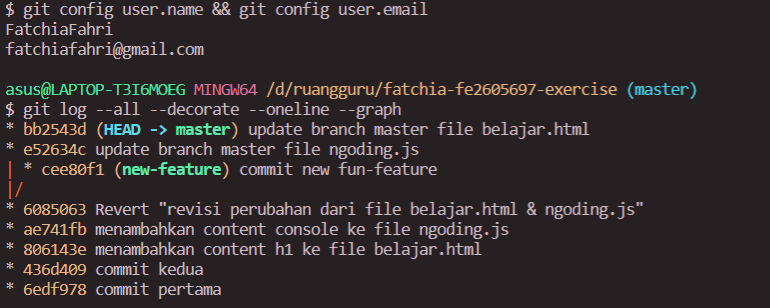 $ git config user.name && git config user.email
FatchiaFahri
fatchiafahri@gmail.com
asus@LAPTOP-T3I6MOEG MINGW64 /d/ruangguru/fatchia-fe2605697-exercise (master)
$ git log --all --decorate --oneline --graph
* bb2543d (HEAD -> master) update branch master file belajar.html
* e52634c update branch master file ngoding.js
| * cee80f1 (new-feature) commit new fun-feature
|/
* 6085063 Revert "revisi perubahan dari file belajar.html & ngoding.js"
* ae741fb menambahkan content console ke file ngoding.js
* 806143e menambahkan content h1 ke file belajar.html
* 436d409 commit kedua
* 6edf978 commit pertama